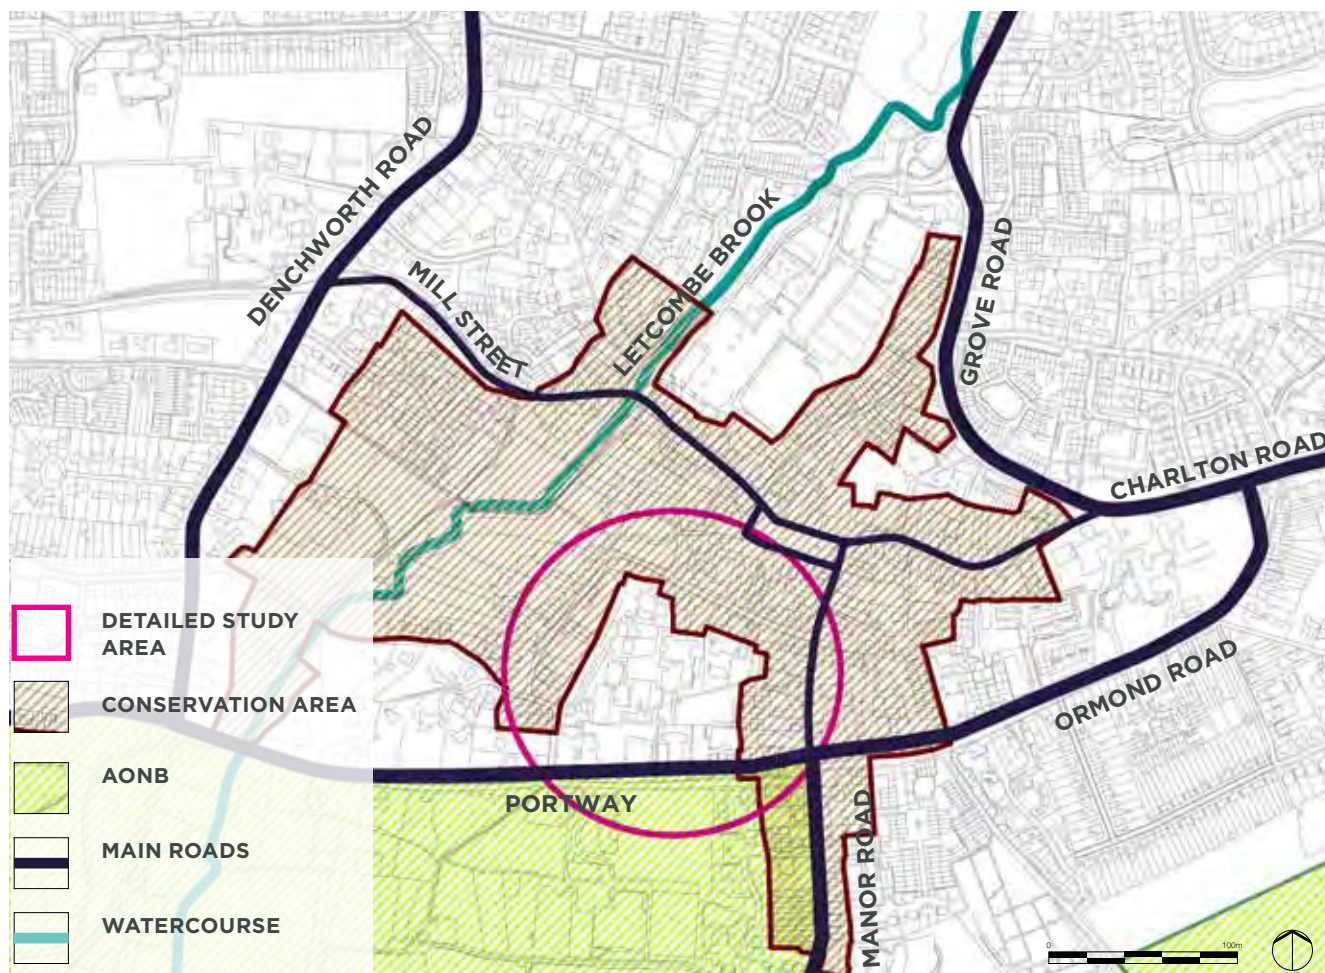 DENCHWORTH ROAD
MILL STREET
LETCOMBE BROOK
GROVE ROAD
CHARLTON ROAD
ORMOND ROAD
PORTWAY
MANOR ROAD
DETAILED STUDY
AREA
CONSERVATION AREA
AONB
MAIN ROADS
WATERCOURSE
0 100m